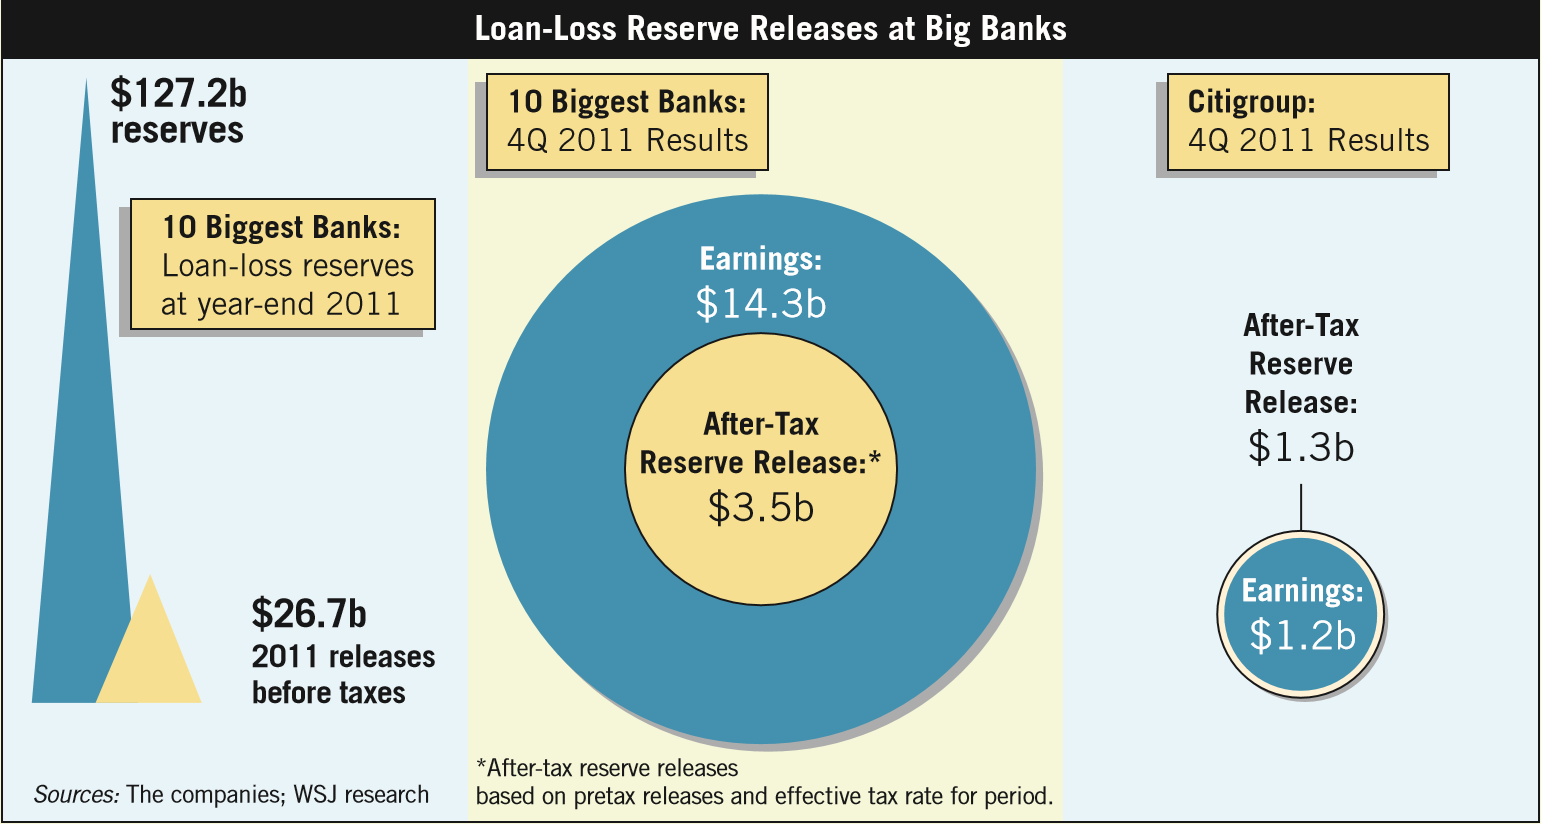 Loan-Loss Reserve Releases at Big Banks
$127.2b
reserves
10 Biggest Banks:
Loan-loss reserves
at year-end 2011
$26.7b
2011 releases
before taxes
Sources: The companies; WSJ research
10 Biggest Banks:
4Q 2011 Results
Earnings:
$14.3b
After-Tax
Reserve Release:*
$3.5b
*After-tax reserve releases
based on pretax releases and effective tax rate for period.
Citigroup:
4Q 2011 Results
After-Tax
Reserve
Release:
$1.3b
Earnings:
$1.2b